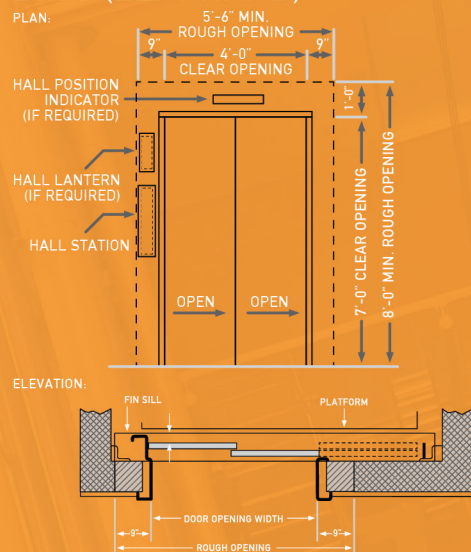 PLAN:
5'-6" MIN.
ROUGH OPENING
9"
4'-0"
9"
CLEAR OPENING
HALL POSITION
INDICATOR
(IF REQUIRED)
1'-0"
HALL LANTERN
(IF REQUIRED)
HALL STATION
7'-0" CLEAR OPENING
8'-0" MIN. ROUGH OPENING
OPEN
OPEN
ELEVATION:
FIN SILL
PLATFORM
9"
DOOR OPENING WIDTH
9"
ROUGH OPENING